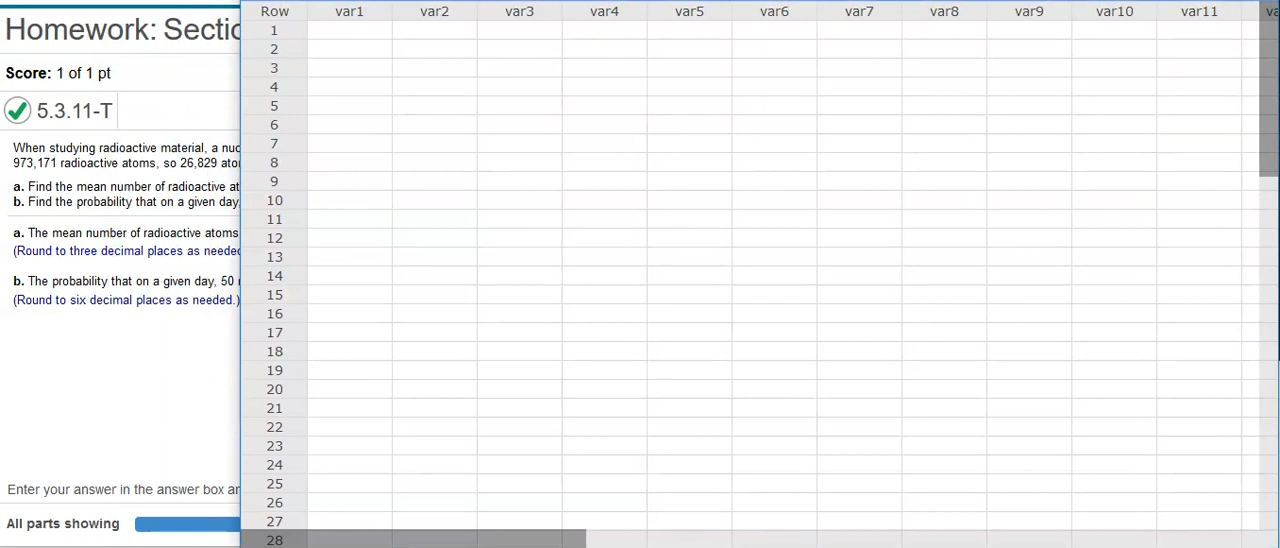 Homework: Sectio
Score: 1 of 1 pt
5.3.11-T
When studying radioactive material, a nuc
973,171 radioactive atoms, so 26,829 ato
a. Find the mean number of radioactive at
b. Find the probability that on a given day,
a. The mean number of radioactive atoms
(Round to three decimal places as needed
b. The probability that on a given day, 50
(Round to six decimal places as needed.)
Enter your answer in the answer box an
All parts showing
Row var1 var2 var3 var4 var5 var6 var7 var8 var9 var10 var11 va
1
2
3
4
5
6
7
8
9
10
11
12
13
14
15
16
17
18
19
20
21
22
23
24
25
26
27
28